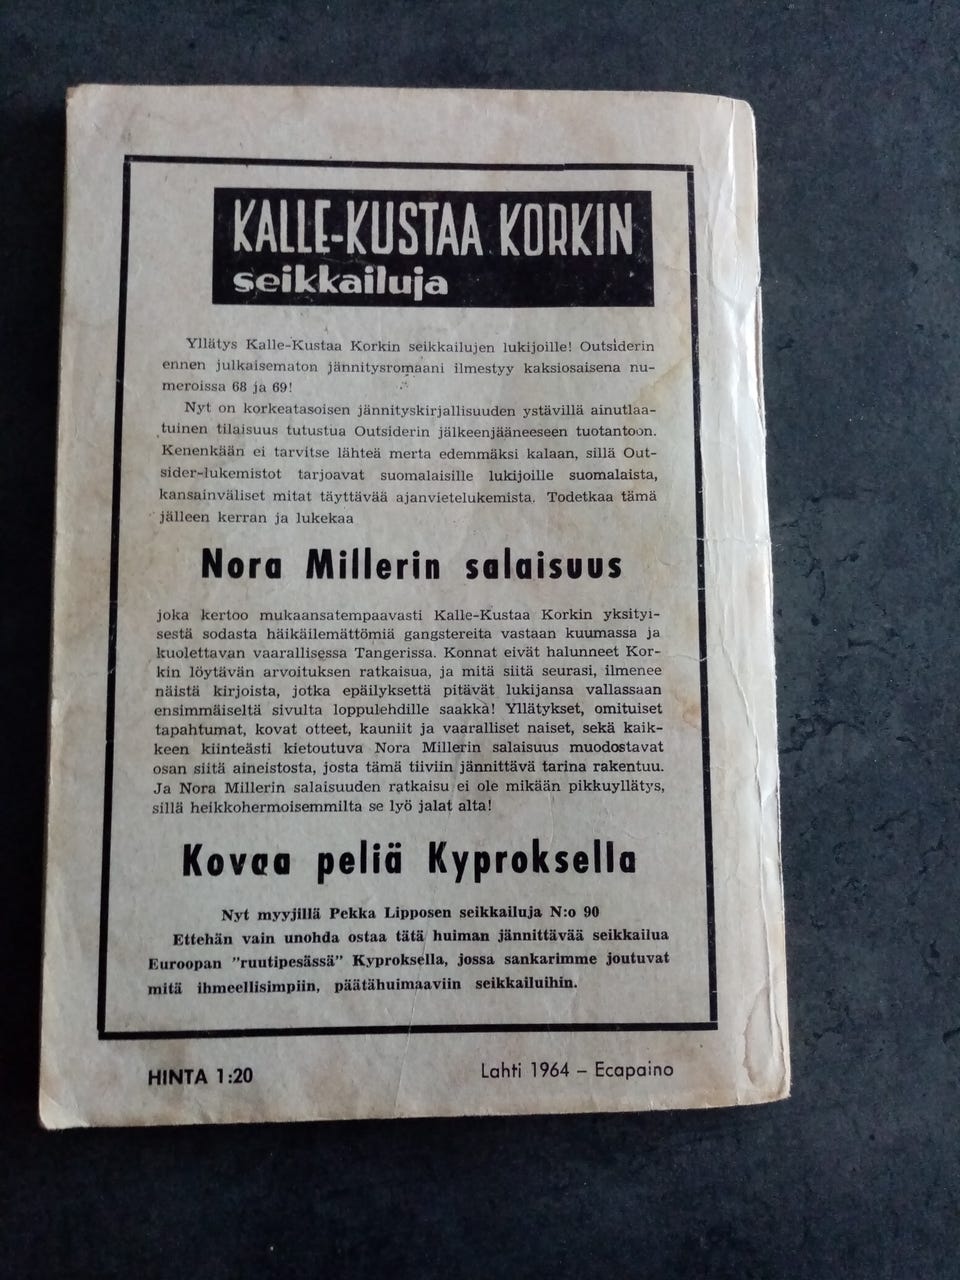 KALLE-KUSTAA KORKIN
seikkailuja
Yllätys Kalle-Kustaa Korkin seikkailujen lukijoille! Outsiderin
ennen julkaisematon jännitysromaani ilmestyy kaksiosaisena nu-
meroissa 68 ja 69!
Nyt on korkeatasoisen jännityskirjallisuuden ystävillä ainutlaa-
tuinen tilaisuus tutustua Outsiderin jälkeenjääneeseen tuotantoon.
Kenenkään ei tarvitse lähteä merta edemmäksi kalaan, sillä Out-
sider-lukemistot tarjoavat suomalaisille lukijoille suomalaista,
kansainväliset mitat täyttävää ajanvietelukemista. Todetkaa tämä
jälleen kerran ja lukekaa
Nora Millerin salaisuus
joka kertoo mukaansatempaavasti Kalle-Kustaa Korkin yksityi-
sestä sodasta häikäilemättömiä gangstereita vastaan kuumassa ja
kuolettavan vaarallisessa Tangerissa. Konnat eivät halunneet Kor-
kin löytävän arvoituksen ratkaisua, ja mitä siitä seurasi, ilmenee
näistä kirjoista, jotka epäilyksettä pitävät lukijansa vallassaan
ensimmäiseltä sivulta loppulehdille saakka! Yllätykset, omituiset
tapahtumat, kovat otteet, kauniit ja vaaralliset naiset, sekä kaik-
keen kiinteästi kietoutuva Nora Millerin salaisuus muodostavat
osan siitä aineistosta, josta tämä tiiviin jännittävä tarina rakentuu.
Ja Nora Millerin salaisuuden ratkaisu ei ole mikään pikkuyllätys,
sillä heikkohermoisemmilta se lyö jalat alta!
Kovaa peliä Kyproksella
Nyt myyjillä Pekka Lipposen seikkailuja N:o 90
Ettehän vain unohda ostaa tätä huiman jännittävää seikkailua
Euroopan "ruutipesässä" Kyproksella, jossa sankarimme joutuvat
mitä ihmeellisimpiin, päätähuimaaviin seikkailuihin.
HINTA 1:20
Lahti 1964 – Ecapaino